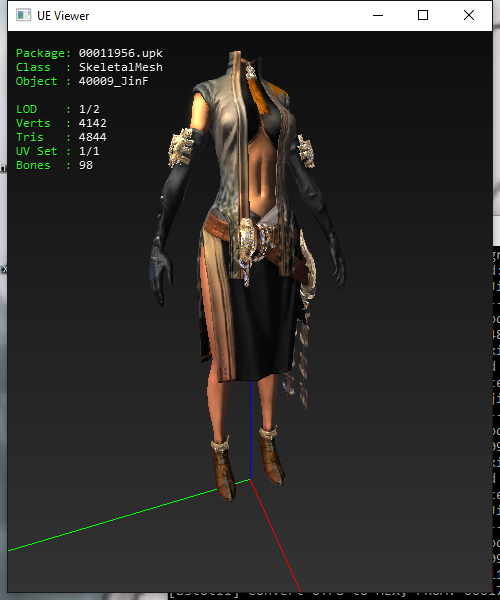 UE Viewer
Package: 00011956.upk
Class : SkeletalMesh
Object : 40009_JinF
LOD : 1/2
Verts : 4142
Tris : 4844
UV Set : 1/1
Bones : 98